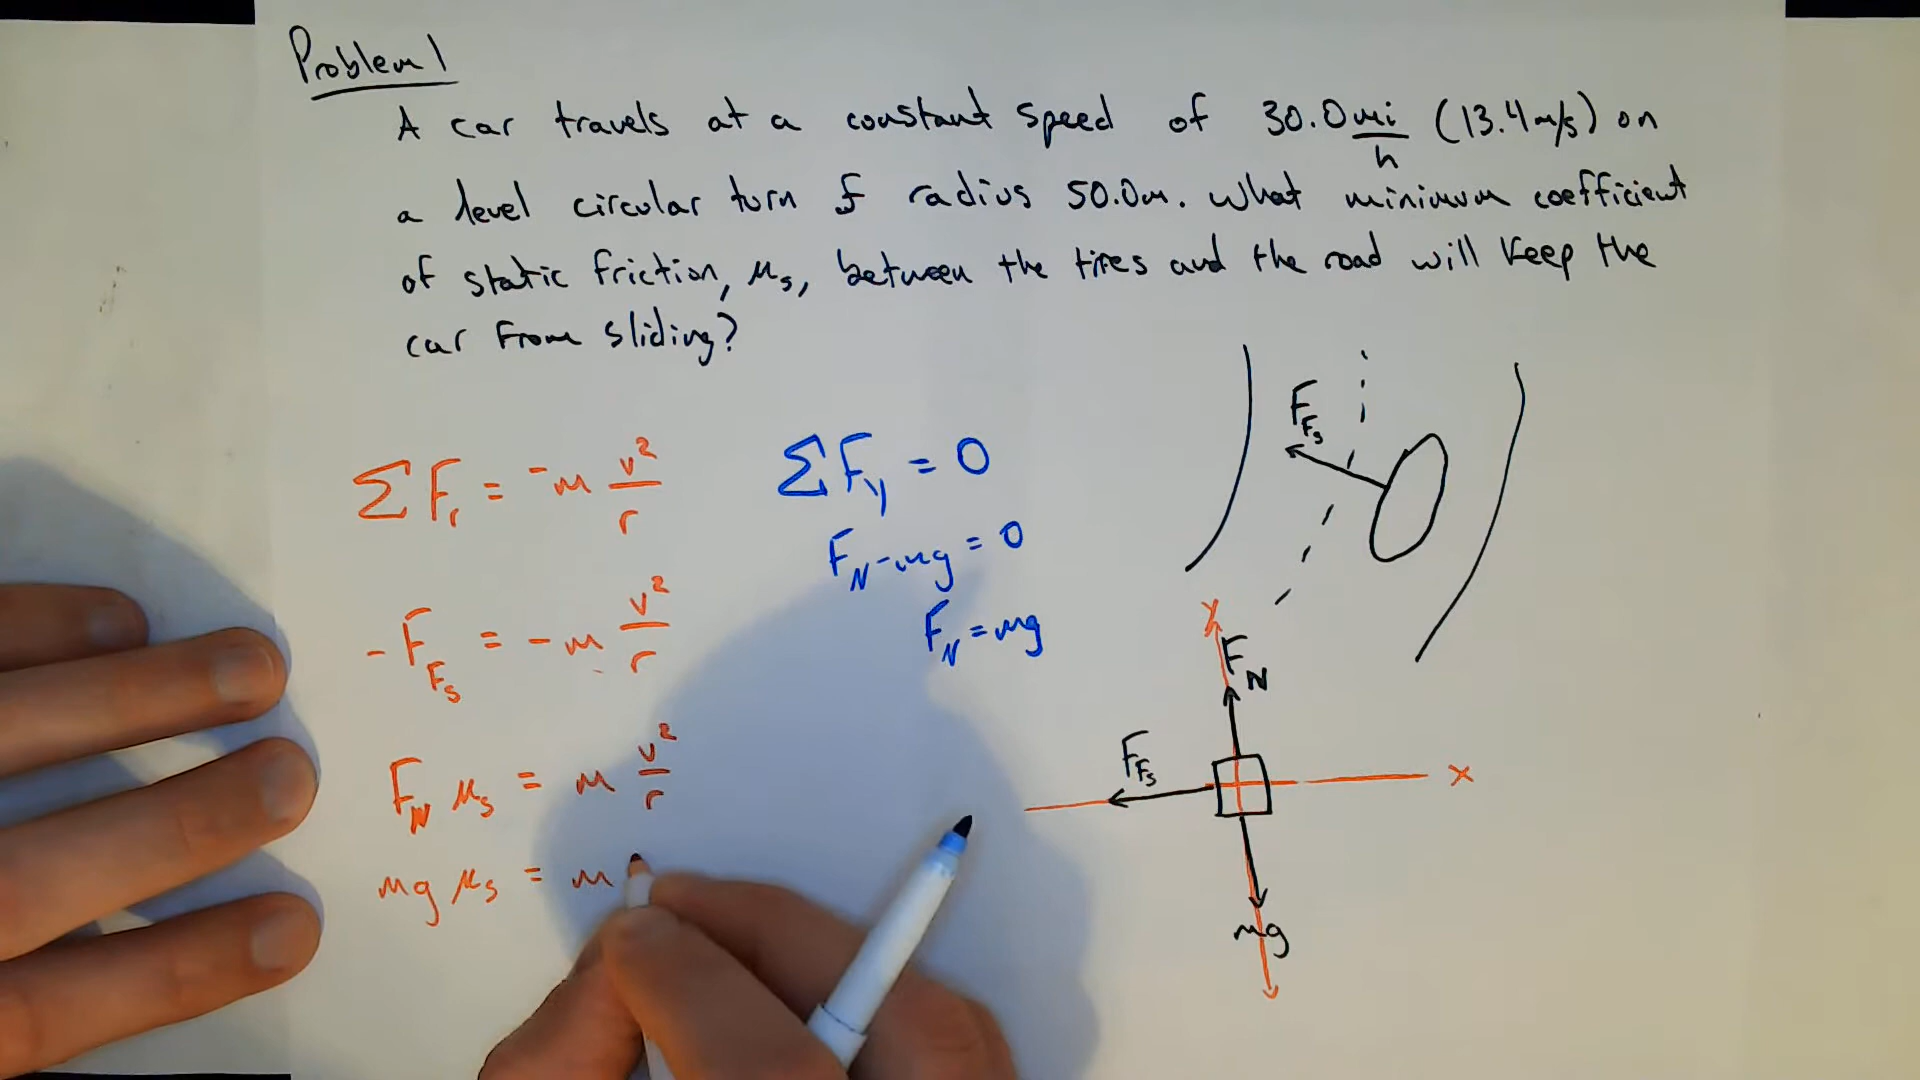 Problem 1
A car travels at a constant speed of 30.0 mi/h (13.4 m/s) on
a level circular turn of radius 50.0m. What minimum coefficient
of static friction, μs, between the tires and the road will keep the
car from sliding?
ΣFr = -m v²/r
-FFs = -m v²/r
FN μs = m v²/r
mg μs = m
ΣFy = 0
FN - mg = 0
FN = mg
FFs
y
FN
FFs
x
mg